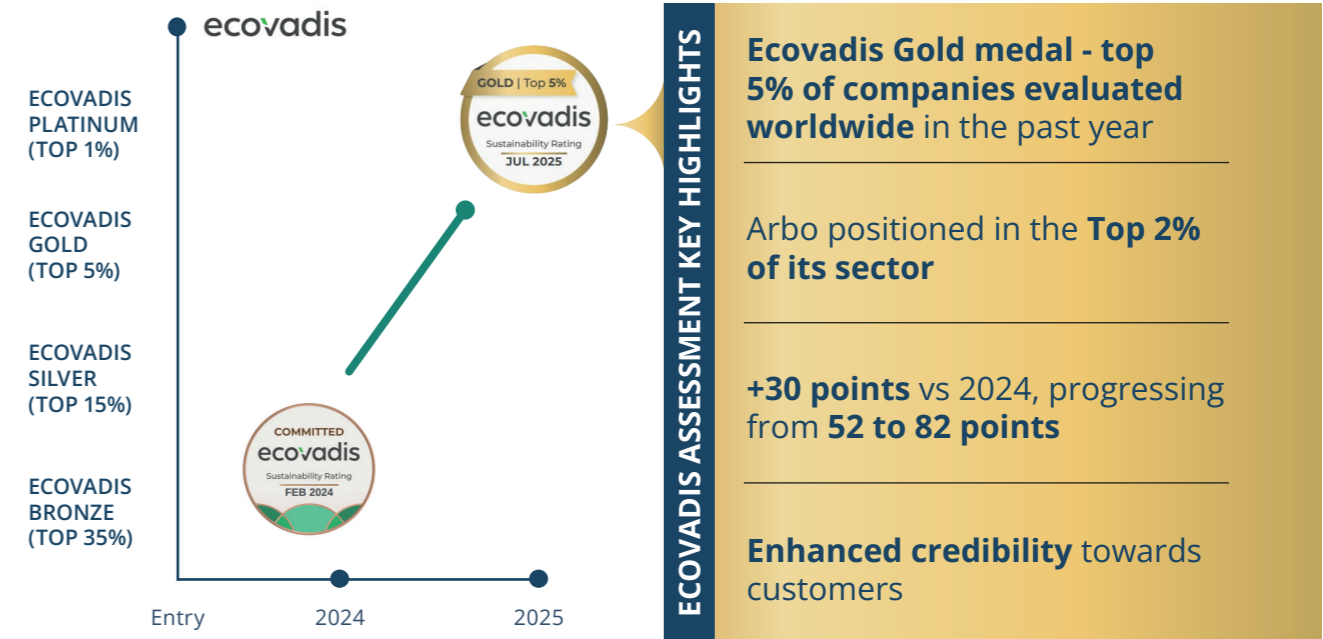 ecovadis
ECOVADIS
PLATINUM
(TOP 1%)
ECOVADIS
GOLD
(TOP 5%)
ECOVADIS
SILVER
(TOP 15%)
ECOVADIS
BRONZE
(TOP 35%)
GOLD | Top 5%
ecovadis
Sustainability Rating
JUL 2025
COMMITTED
ecovadis
Sustainability Rating
FEB 2024
Entry
2024
2025
ECOVADIS ASSESSMENT KEY HIGHLIGHTS
Ecovadis Gold medal - top
5% of companies evaluated
worldwide in the past year
Arbo positioned in the Top 2%
of its sector
+30 points vs 2024, progressing
from 52 to 82 points
Enhanced credibility towards
customers